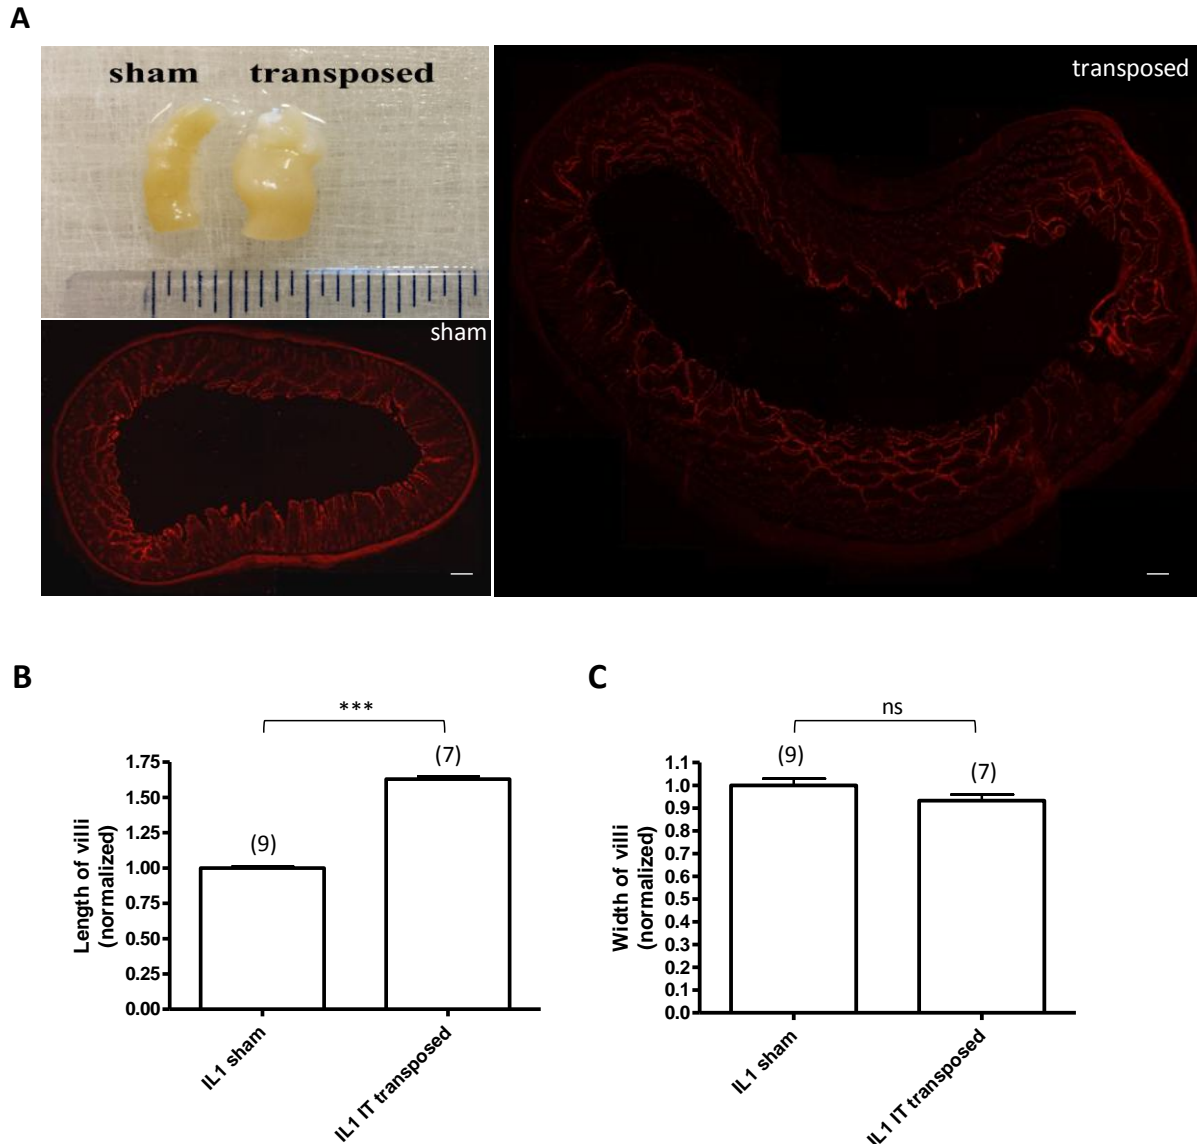 A
sham transposed
transposed
sham
B
C
***
ns
(7)
(9)
(9)
(7)
Length of villi
(normalized)
1.75
1.50
1.25
1.00
0.75
0.50
0.25
0.00
IL1 sham
IL1 IT transposed
Width of villi
(normalized)
1.1
1.0
0.9
0.8
0.7
0.6
0.5
0.4
0.3
0.2
0.1
0.0
IL1 sham
IL1 IT transposed